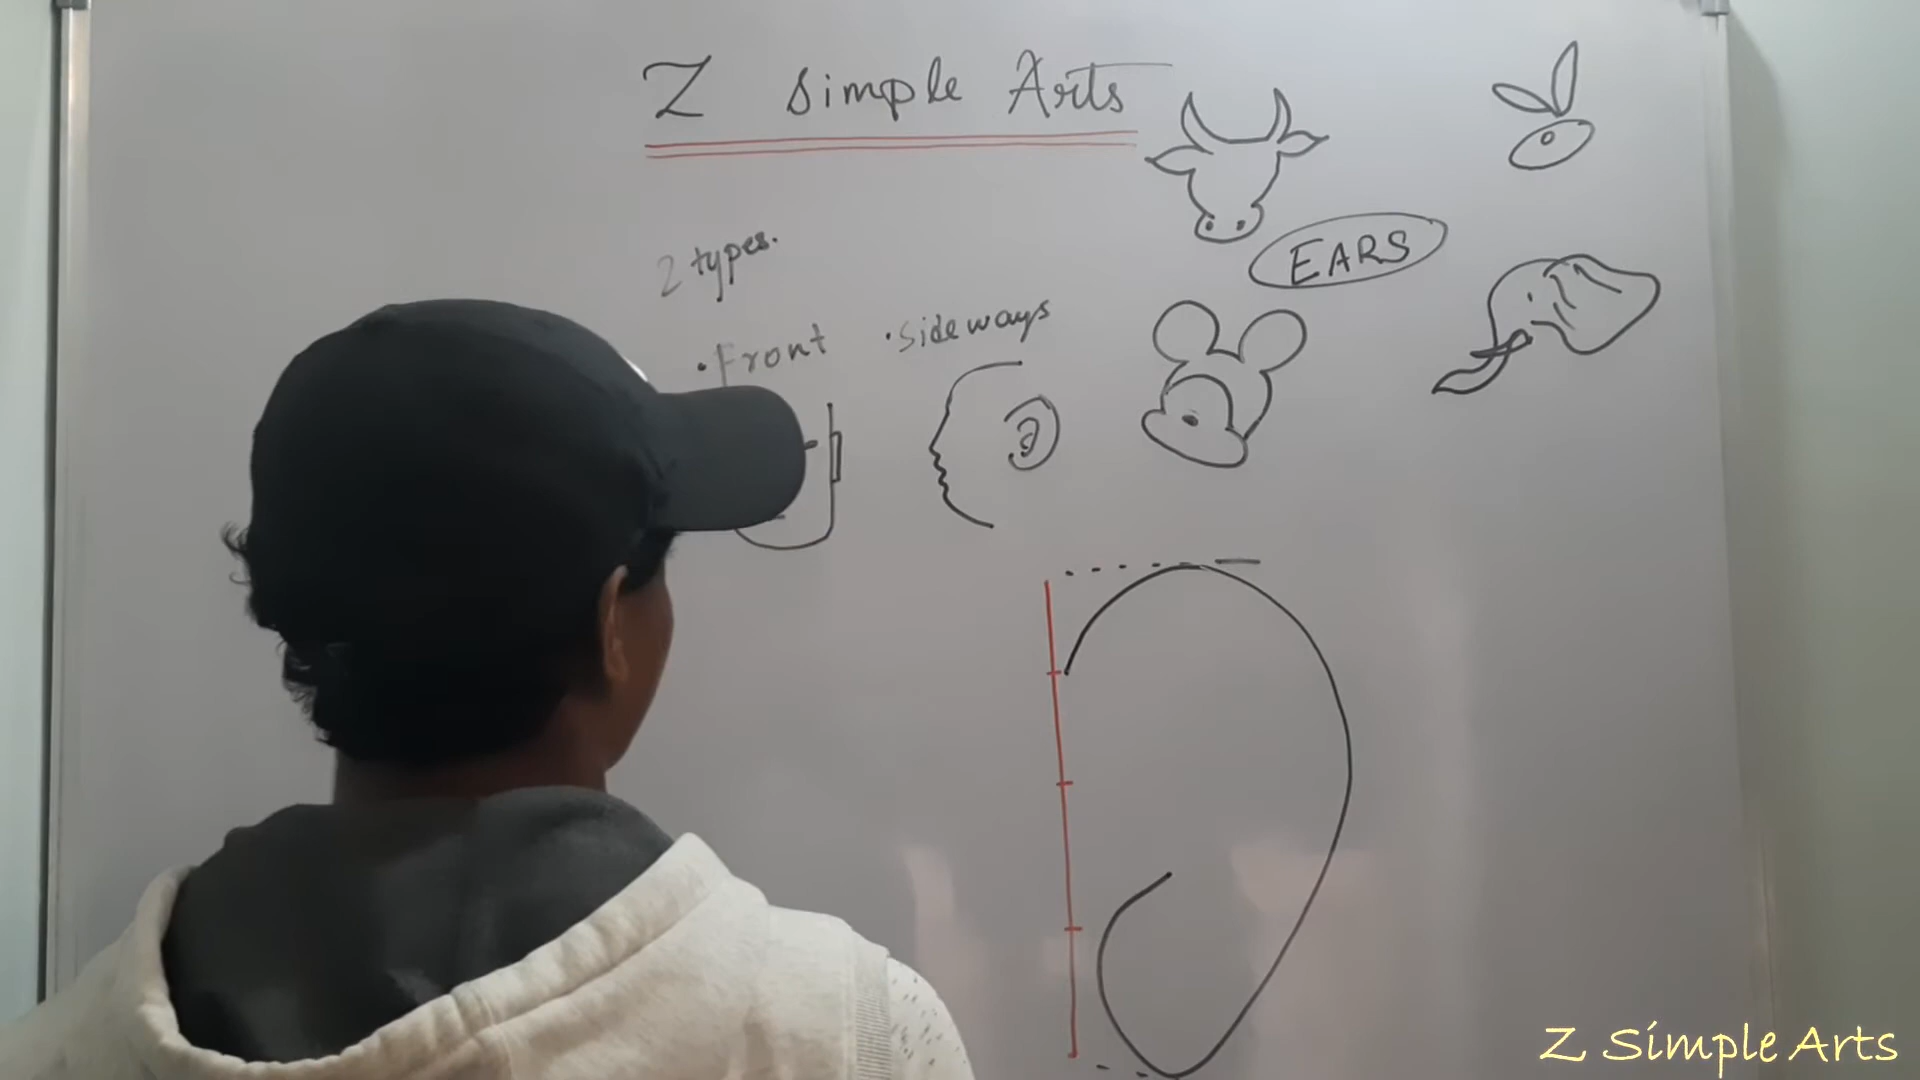 Z Simple Arts
2 types.
EARS
• Front • Sideways
Z Simple Arts